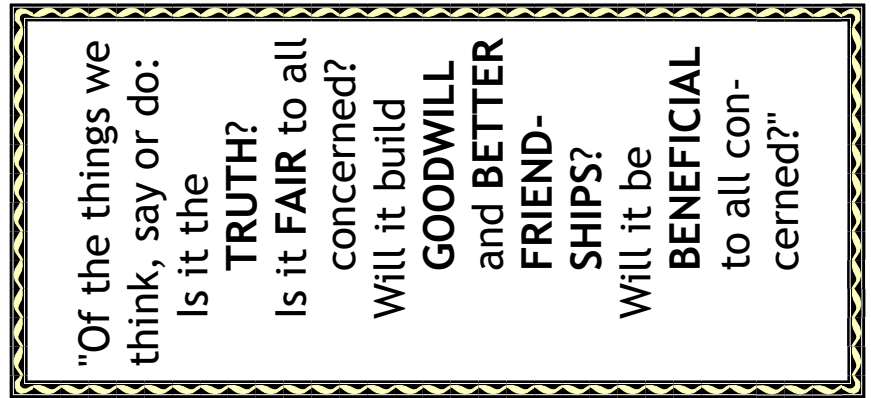 "Of the things we
think, say or do:
Is it the
TRUTH?
Is it FAIR to all
concerned?
Will it build
GOODWILL
and BETTER
FRIEND-
SHIPS?
Will it be
BENEFICIAL
to all con-
cerned?"